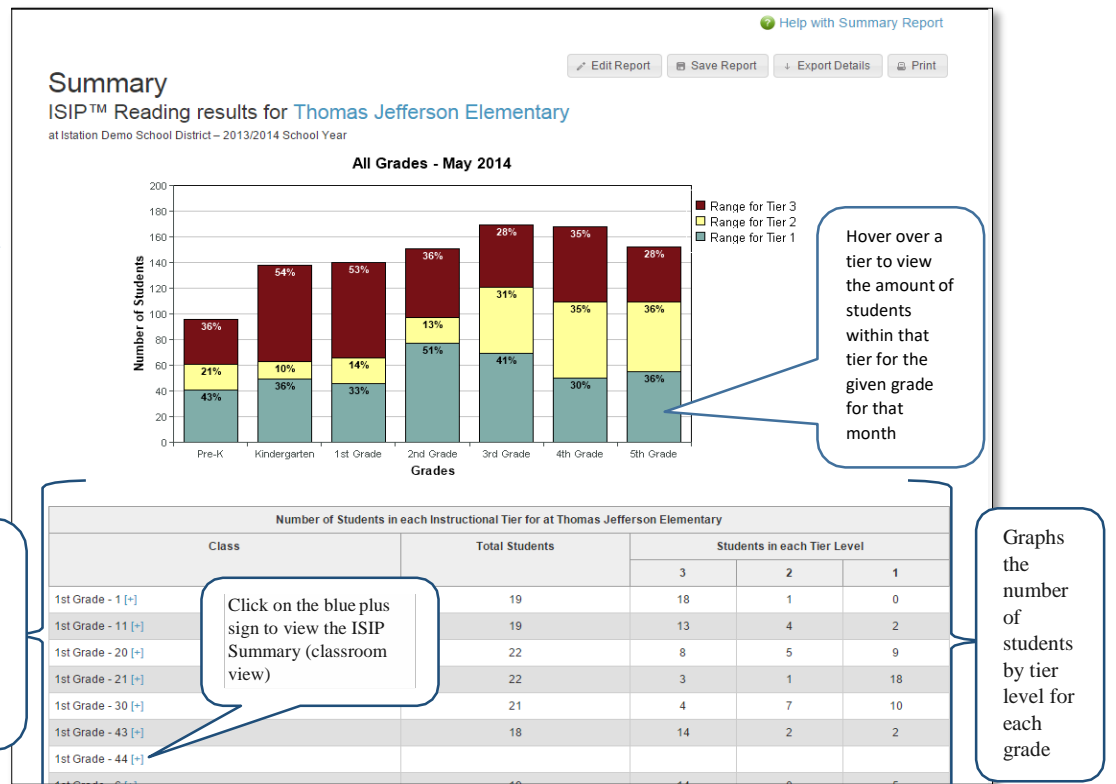 Help with Summary Report
Edit Report Save Report Export Details Print
Summary
ISIP™ Reading results for Thomas Jefferson Elementary
at Istation Demo School District – 2013/2014 School Year
All Grades - May 2014
Number of Students
200
180
160
140
120
100
80
60
40
20
0
36%
21%
43%
54%
10%
36%
53%
14%
33%
36%
13%
51%
28%
31%
41%
35%
35%
30%
28%
36%
36%
Pre-K Kindergarten 1st Grade 2nd Grade 3rd Grade 4th Grade 5th Grade
Grades
Range for Tier 3
Range for Tier 2
Range for Tier 1
Hover over a
tier to view
the amount of
students
within that
tier for the
given grade
for that
month
Number of Students in each Instructional Tier for at Thomas Jefferson Elementary
Class Total Students Students in each Tier Level
3 2 1
1st Grade - 1 [+] 19 18 1 0
1st Grade - 11 [+] 19 13 4 2
1st Grade - 20 [+] 22 8 5 9
1st Grade - 21 [+] 22 3 1 18
1st Grade - 30 [+] 21 4 7 10
1st Grade - 43 [+] 18 14 2 2
1st Grade - 44 [+]
Click on the blue plus
sign to view the ISIP
Summary (classroom
view)
Graphs
the
number
of
students
by tier
level for
each
grade